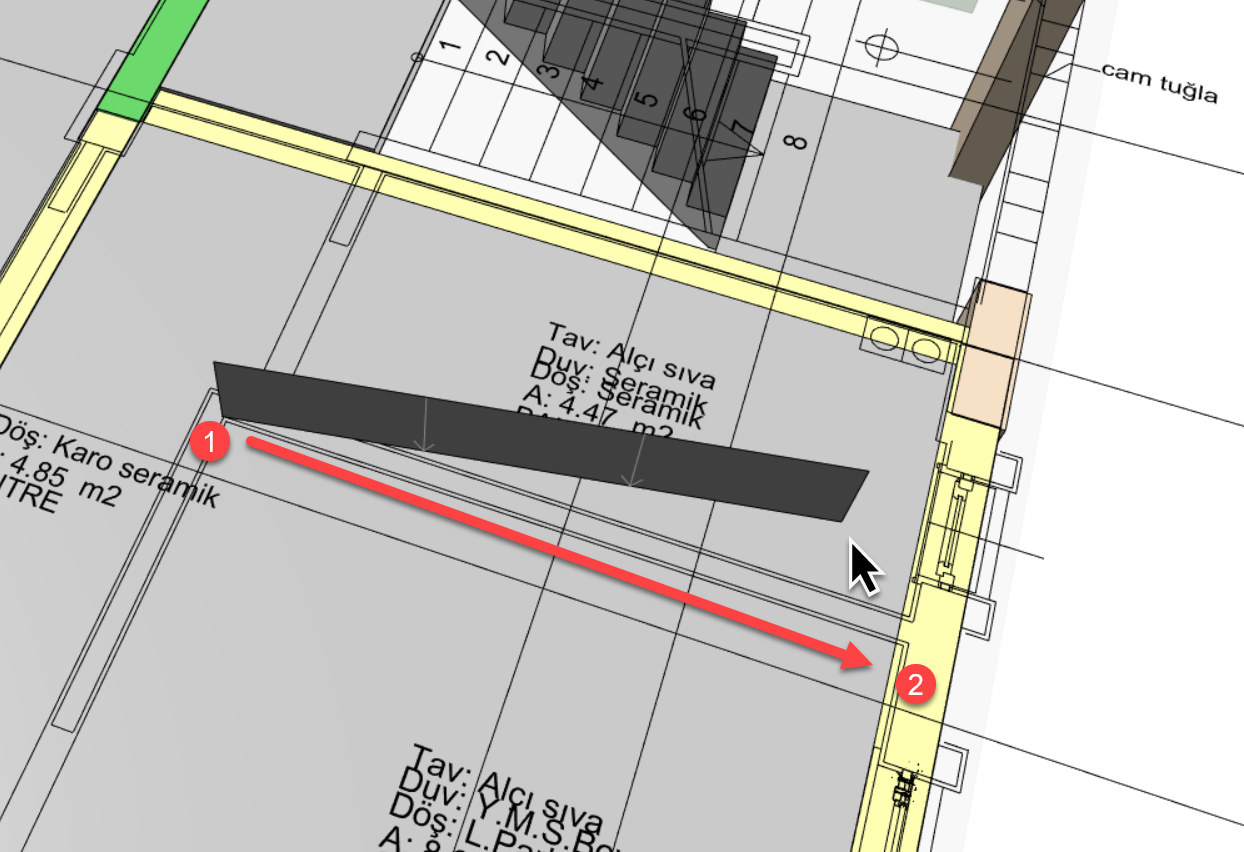 1
2
3
4
5
6
7
8
cam tuğla
Tav: Alçı sıva
Duv: Seramik
Döş: Seramik
A: 4.47 m2
Döş: Karo seramik
: 4.85 m2
1
2
Tav: Alçı sıva
Duv: Y.M.S.Bo
Döş: L.Pa
A: